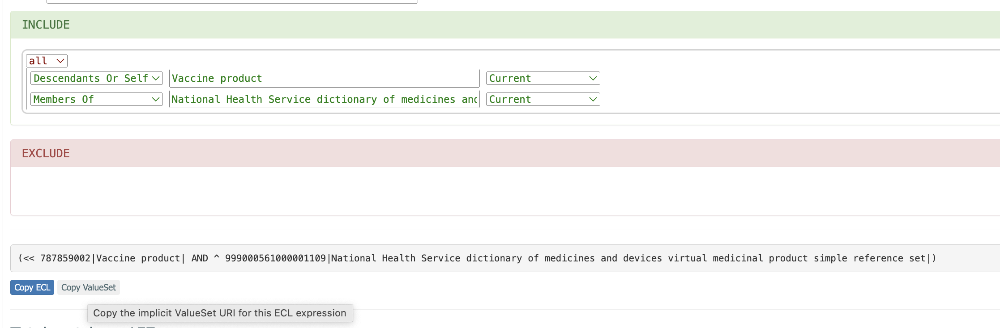 INCLUDE
all
Descendants Or Self Vaccine product Current
Members Of National Health Service dictionary of medicines and Current
EXCLUDE
(<< 787859002|Vaccine product| AND ^ 999000561000001109|National Health Service dictionary of medicines and devices virtual medicinal product simple reference set|)
Copy ECL Copy ValueSet
Copy the implicit ValueSet URI for this ECL expression